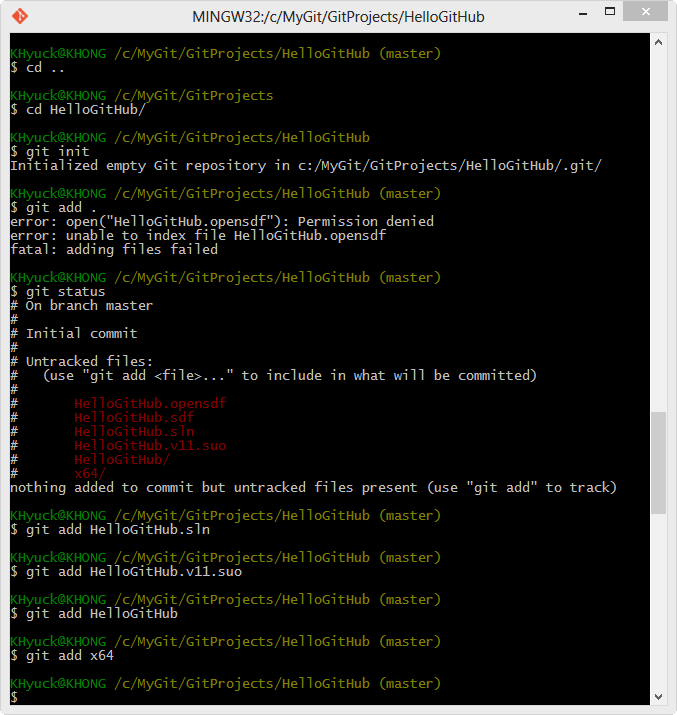 MINGW32:/c/MyGit/GitProjects/HelloGitHub
KHyuck@KHONG /c/MyGit/GitProjects/HelloGitHub (master)
$ cd ..
KHyuck@KHONG /c/MyGit/GitProjects
$ cd HelloGitHub/
KHyuck@KHONG /c/MyGit/GitProjects/HelloGitHub
$ git init
Initialized empty Git repository in c:/MyGit/GitProjects/HelloGitHub/.git/
KHyuck@KHONG /c/MyGit/GitProjects/HelloGitHub (master)
$ git add .
error: open("HelloGitHub.opensdf"): Permission denied
error: unable to index file HelloGitHub.opensdf
fatal: adding files failed
KHyuck@KHONG /c/MyGit/GitProjects/HelloGitHub (master)
$ git status
# On branch master
#
# Initial commit
#
# Untracked files:
#   (use "git add <file>..." to include in what will be committed)
#
#       HelloGitHub.opensdf
#       HelloGitHub.sdf
#       HelloGitHub.sln
#       HelloGitHub.v11.suo
#       HelloGitHub/
#       x64/
nothing added to commit but untracked files present (use "git add" to track)
KHyuck@KHONG /c/MyGit/GitProjects/HelloGitHub (master)
$ git add HelloGitHub.sln
KHyuck@KHONG /c/MyGit/GitProjects/HelloGitHub (master)
$ git add HelloGitHub.v11.suo
KHyuck@KHONG /c/MyGit/GitProjects/HelloGitHub (master)
$ git add HelloGitHub
KHyuck@KHONG /c/MyGit/GitProjects/HelloGitHub (master)
$ git add x64
KHyuck@KHONG /c/MyGit/GitProjects/HelloGitHub (master)
$